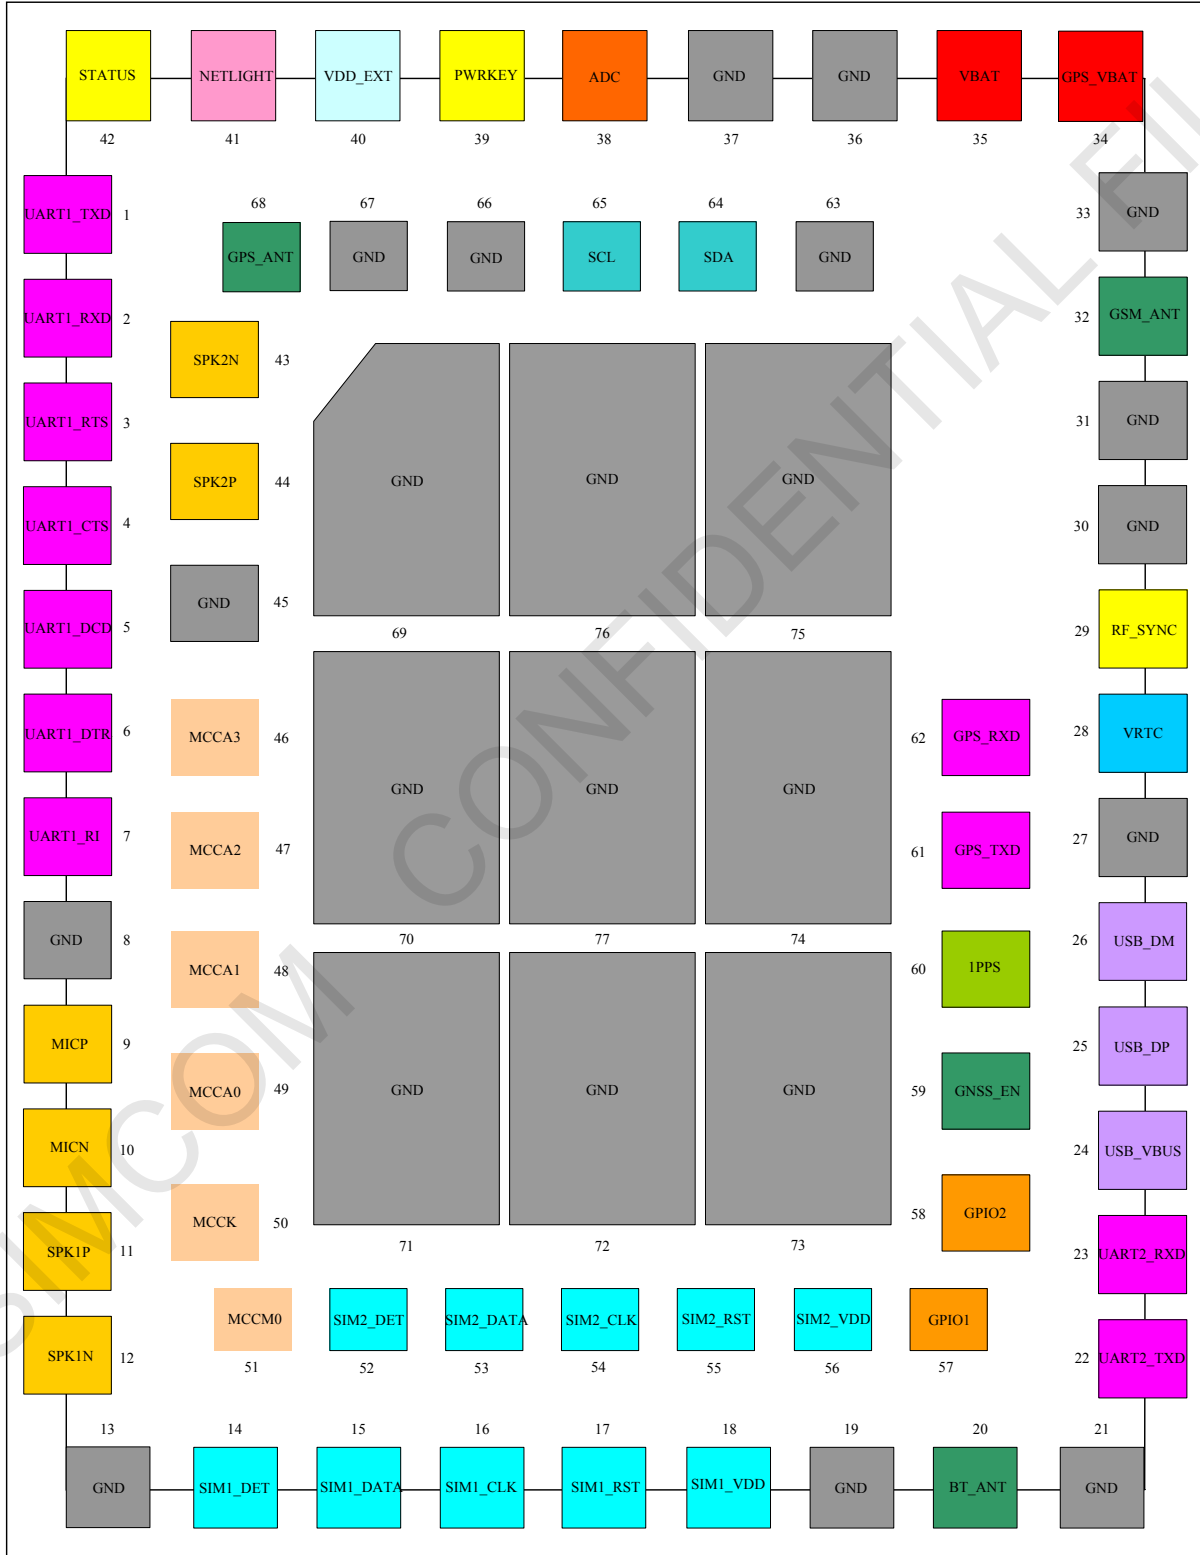 STATUS NETLIGHT VDD_EXT PWRKEY ADC GND GND VBAT GPS_VBAT
42 41 40 39 38 37 36 35 34
68 67 66 65 64 63
GPS_ANT GND GND SCL SDA GND
UART1_TXD 1
UART1_RXD 2
UART1_RTS 3
UART1_CTS 4
UART1_DCD 5
UART1_DTR 6
UART1_RI 7
GND 8
MICP 9
MICN 10
SPK1P 11
SPK1N 12
SPK2N 43
SPK2P 44
GND 45
MCCA3 46
MCCA2 47
MCCA1 48
MCCA0 49
MCCK 50
GND GND GND
69 76 75
GND GND GND
70 77 74
GND GND GND
71 72 73
62 GPS_RXD
61 GPS_TXD
60 1PPS
59 GNSS_EN
58 GPIO2
33 GND
32 GSM_ANT
31 GND
30 GND
29 RF_SYNC
28 VRTC
27 GND
26 USB_DM
25 USB_DP
24 USB_VBUS
23 UART2_RXD
22 UART2_TXD
MCCM0 SIM2_DET SIM2_DATA SIM2_CLK SIM2_RST SIM2_VDD GPIO1
51 52 53 54 55 56 57
13 14 15 16 17 18 19 20 21
GND SIM1_DET SIM1_DATA SIM1_CLK SIM1_RST SIM1_VDD GND BT_ANT GND
SIMCOM CONFIDENTIAL